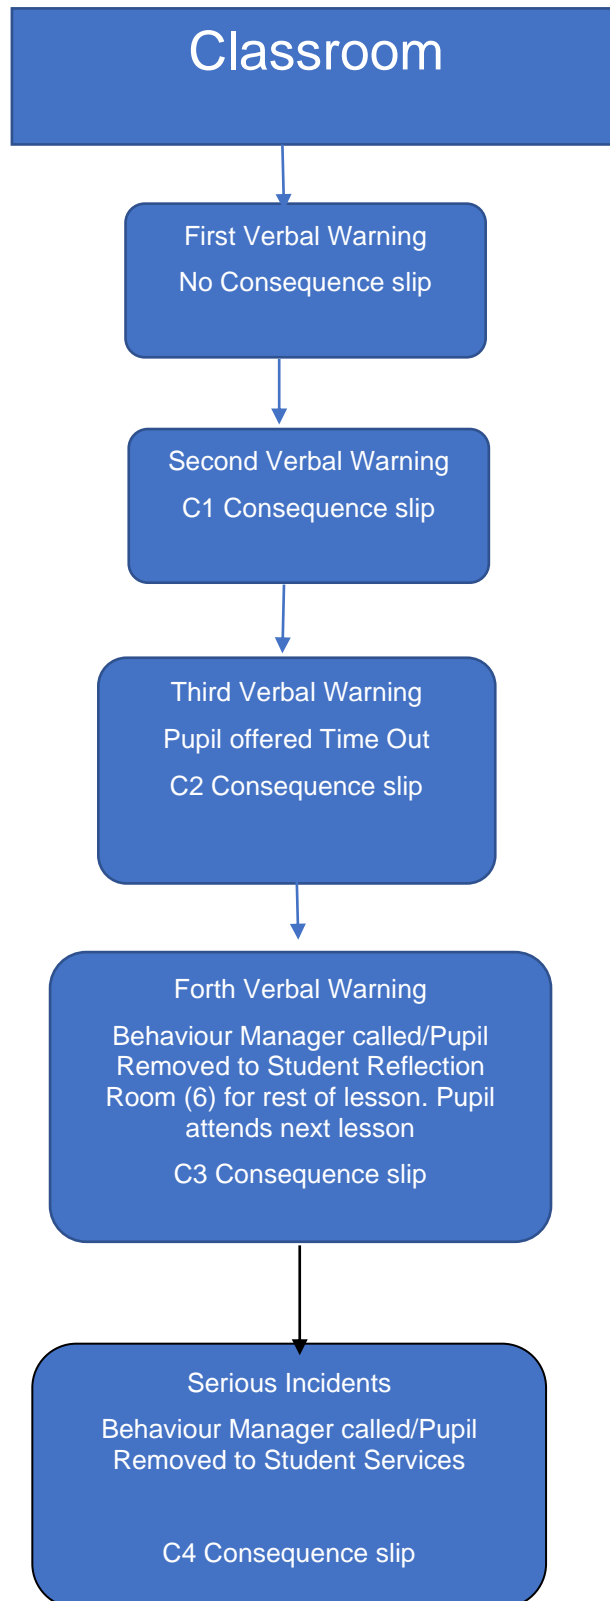 Classroom
First Verbal Warning
No Consequence slip
Second Verbal Warning
C1 Consequence slip
Third Verbal Warning
Pupil offered Time Out
C2 Consequence slip
Forth Verbal Warning
Behaviour Manager called/Pupil
Removed to Student Reflection
Room (6) for rest of lesson. Pupil
attends next lesson
C3 Consequence slip
Serious Incidents
Behaviour Manager called/Pupil
Removed to Student Services
C4 Consequence slip